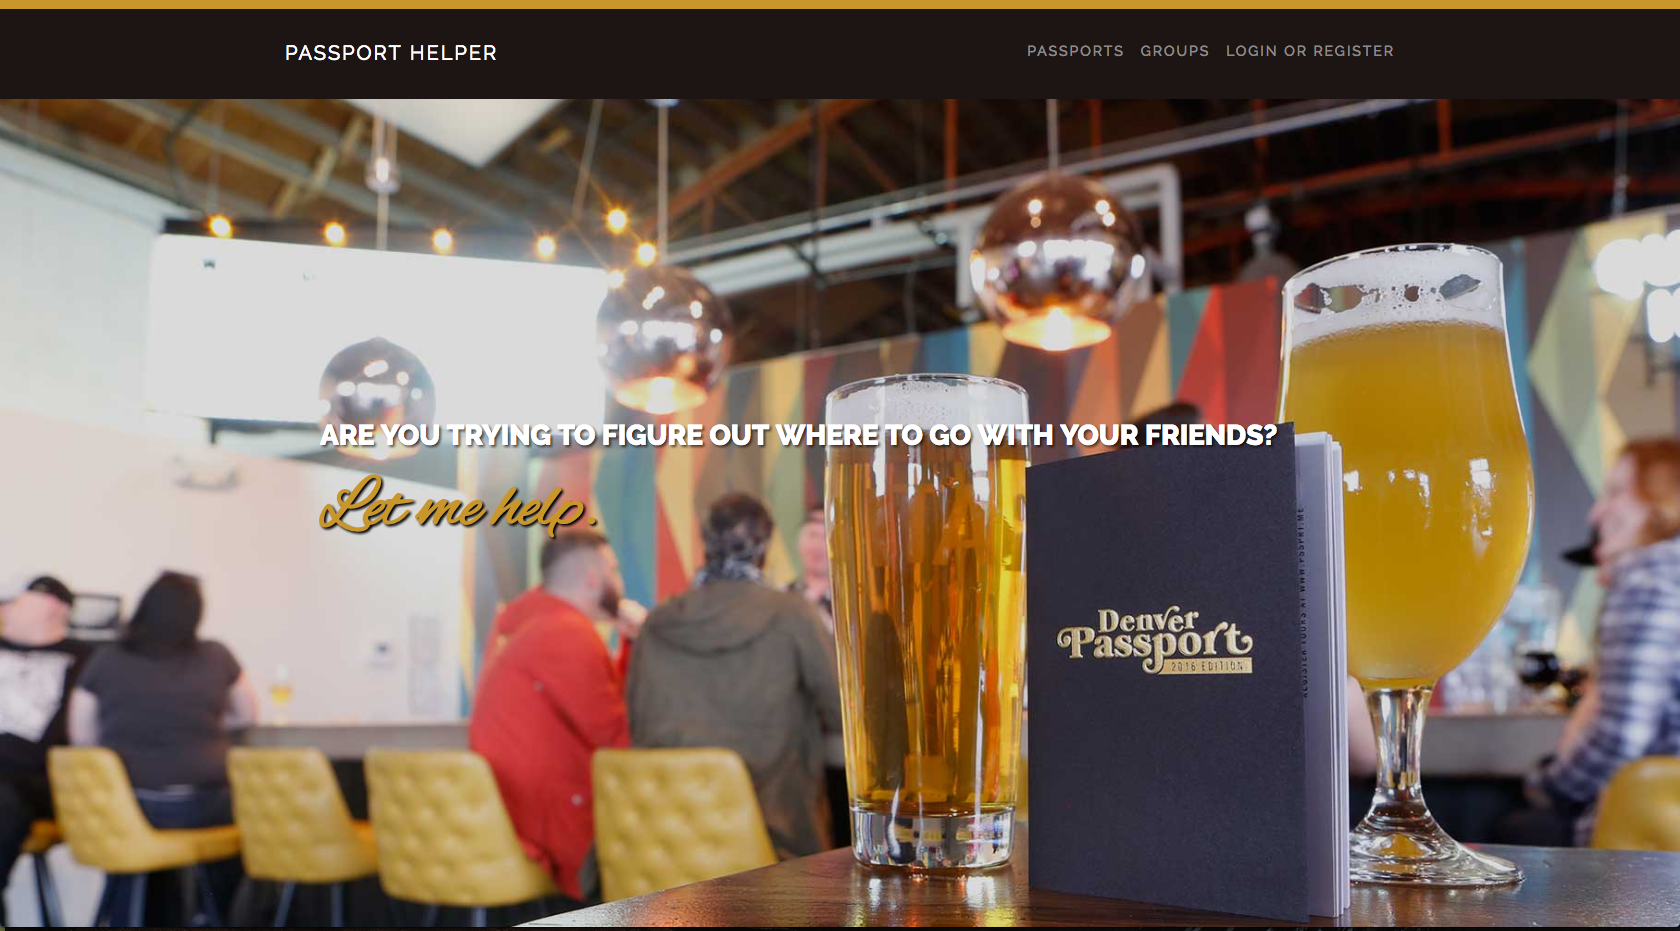 PASSPORT HELPER
PASSPORTS GROUPS LOGIN OR REGISTER
ARE YOU TRYING TO FIGURE OUT WHERE TO GO WITH YOUR FRIENDS?
Let me help.
Denver
Passport
2016 EDITION
REGISTER YOURS AT WWW.PSSPRT.ME